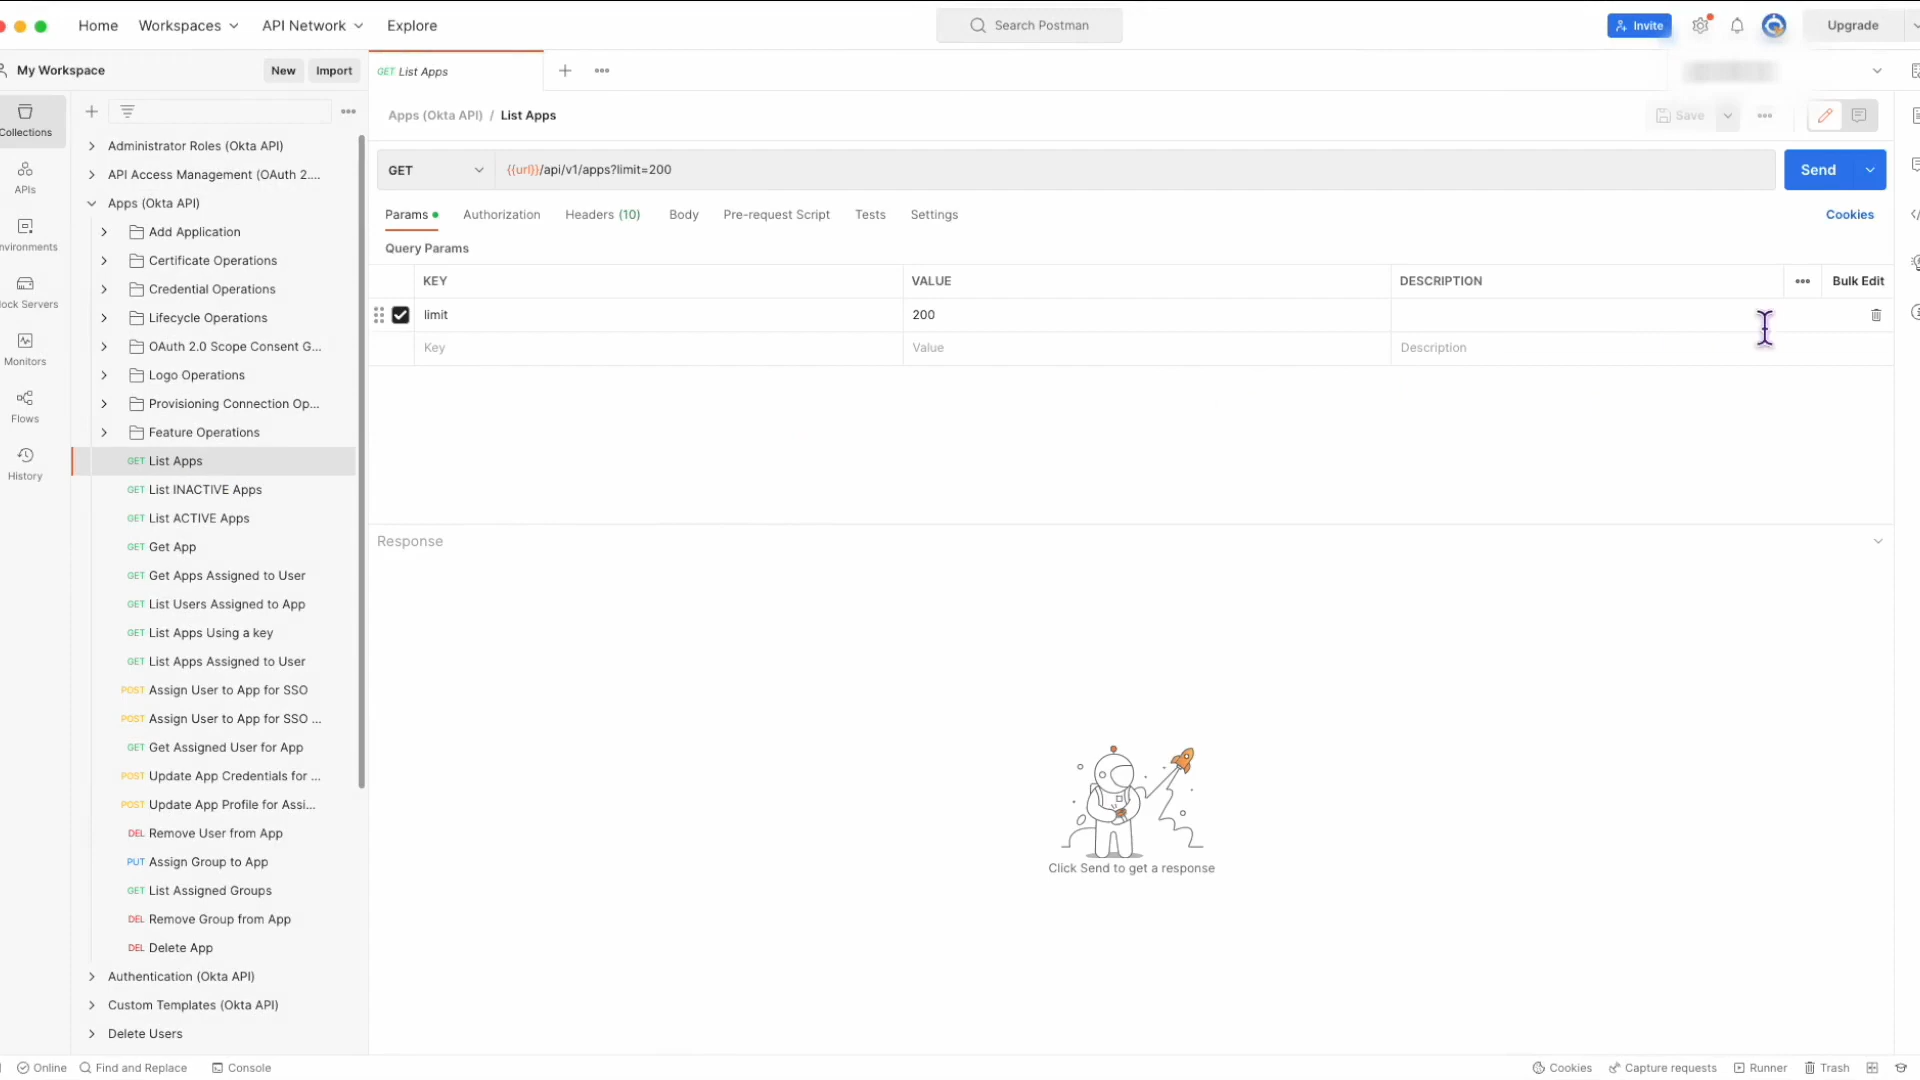 Home
Workspaces
API Network
Explore
Search Postman
Invite
Upgrade
My Workspace
New
Import
GET List Apps
Collections
APIs
nvironments
lock Servers
Monitors
Flows
History
Administrator Roles (Okta API)
API Access Management (OAuth 2....
Apps (Okta API)
Add Application
Certificate Operations
Credential Operations
Lifecycle Operations
OAuth 2.0 Scope Consent G...
Logo Operations
Provisioning Connection Op...
Feature Operations
GET List Apps
GET List INACTIVE Apps
GET List ACTIVE Apps
GET Get App
GET Get Apps Assigned to User
GET List Users Assigned to App
GET List Apps Using a key
GET List Apps Assigned to User
POST Assign User to App for SSO
POST Assign User to App for SSO ...
GET Get Assigned User for App
POST Update App Credentials for ...
POST Update App Profile for Assi...
DEL Remove User from App
PUT Assign Group to App
GET List Assigned Groups
DEL Remove Group from App
DEL Delete App
Authentication (Okta API)
Custom Templates (Okta API)
Delete Users
Apps (Okta API) / List Apps
Save
GET
{{url}}/api/v1/apps?limit=200
Send
Params
Authorization
Headers (10)
Body
Pre-request Script
Tests
Settings
Cookies
Query Params
KEY
VALUE
DESCRIPTION
Bulk Edit
limit
200
Key
Value
Description
Response
Click Send to get a response
Online
Find and Replace
Console
Cookies
Capture requests
Runner
Trash